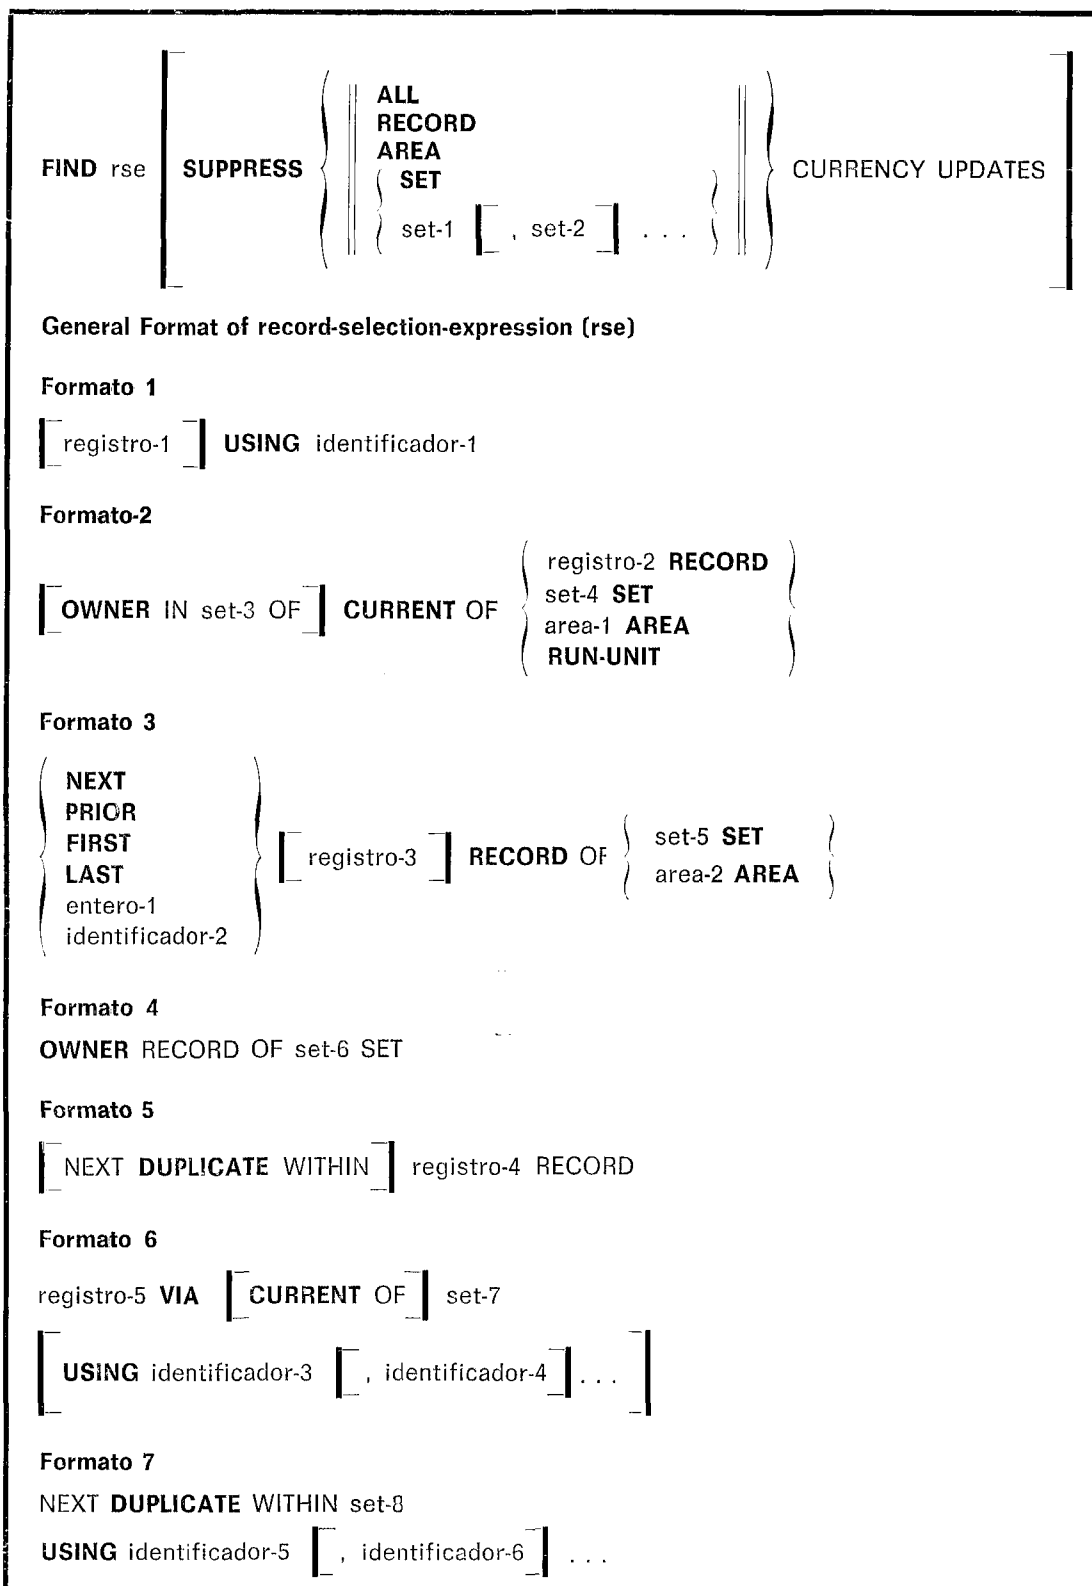 ALL
RECORD
AREA
FIND rse [ SUPPRESS { || { SET || } CURRENCY UPDATES ]
set-1 [ , set-2 ] . . . }
General Format of record-selection-expression (rse)
Formato 1
[ registro-1 ] USING identificador-1
Formato-2
registro-2 RECORD
[ OWNER IN set-3 OF ] CURRENT OF { set-4 SET }
area-1 AREA
RUN-UNIT
Formato 3
NEXT
PRIOR
FIRST
LAST
entero-1
identificador-2
[ registro-3 ] RECORD OF { set-5 SET }
area-2 AREA
Formato 4
OWNER RECORD OF set-6 SET
Formato 5
[ NEXT DUPLICATE WITHIN ] registro-4 RECORD
Formato 6
registro-5 VIA [ CURRENT OF ] set-7
[ USING identificador-3 [ , identificador-4 ] . . . ]
Formato 7
NEXT DUPLICATE WITHIN set-8
USING identificador-5 [ , identificador-6 ] . . .